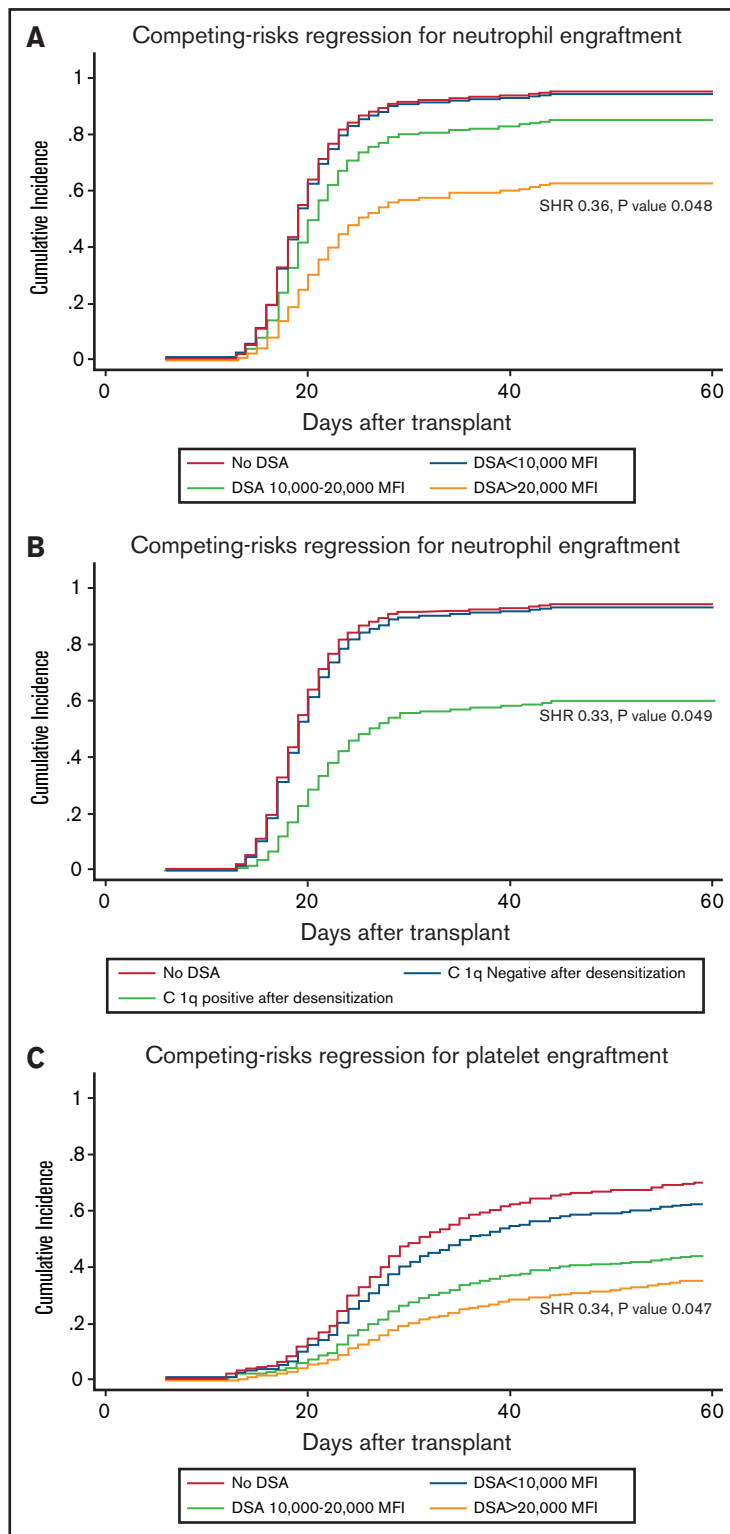 A Competing-risks regression for neutrophil engraftment
Cumulative Incidence
1
.8
.6
.4
.2
0
SHR 0.36, P value 0.048
0 20 40 60
Days after transplant
No DSA DSA<10,000 MFI
DSA 10,000-20,000 MFI DSA>20,000 MFI
B Competing-risks regression for neutrophil engraftment
Cumulative Incidence
1
.8
.6
.4
.2
0
SHR 0.33, P value 0.049
0 20 40 60
Days after transplant
No DSA C 1q Negative after desensitization
C 1q positive after desensitization
C Competing-risks regression for platelet engraftment
Cumulative Incidence
1
.8
.6
.4
.2
0
SHR 0.34, P value 0.047
0 20 40 60
Days after transplant
No DSA DSA<10,000 MFI
DSA 10,000-20,000 MFI DSA>20,000 MFI